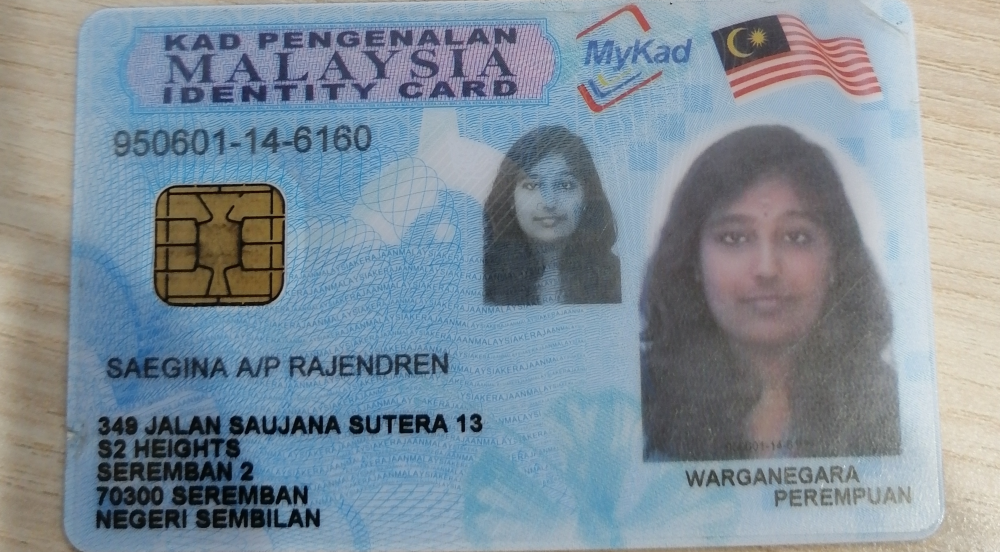 KAD PENGENALAN
MALAYSIA
IDENTITY CARD
MyKad
950601-14-6160
SAEGINA A/P RAJENDREN
349 JALAN SAUJANA SUTERA 13
S2 HEIGHTS
SEREMBAN 2
70300 SEREMBAN
NEGERI SEMBILAN
WARGANEGARA
PEREMPUAN